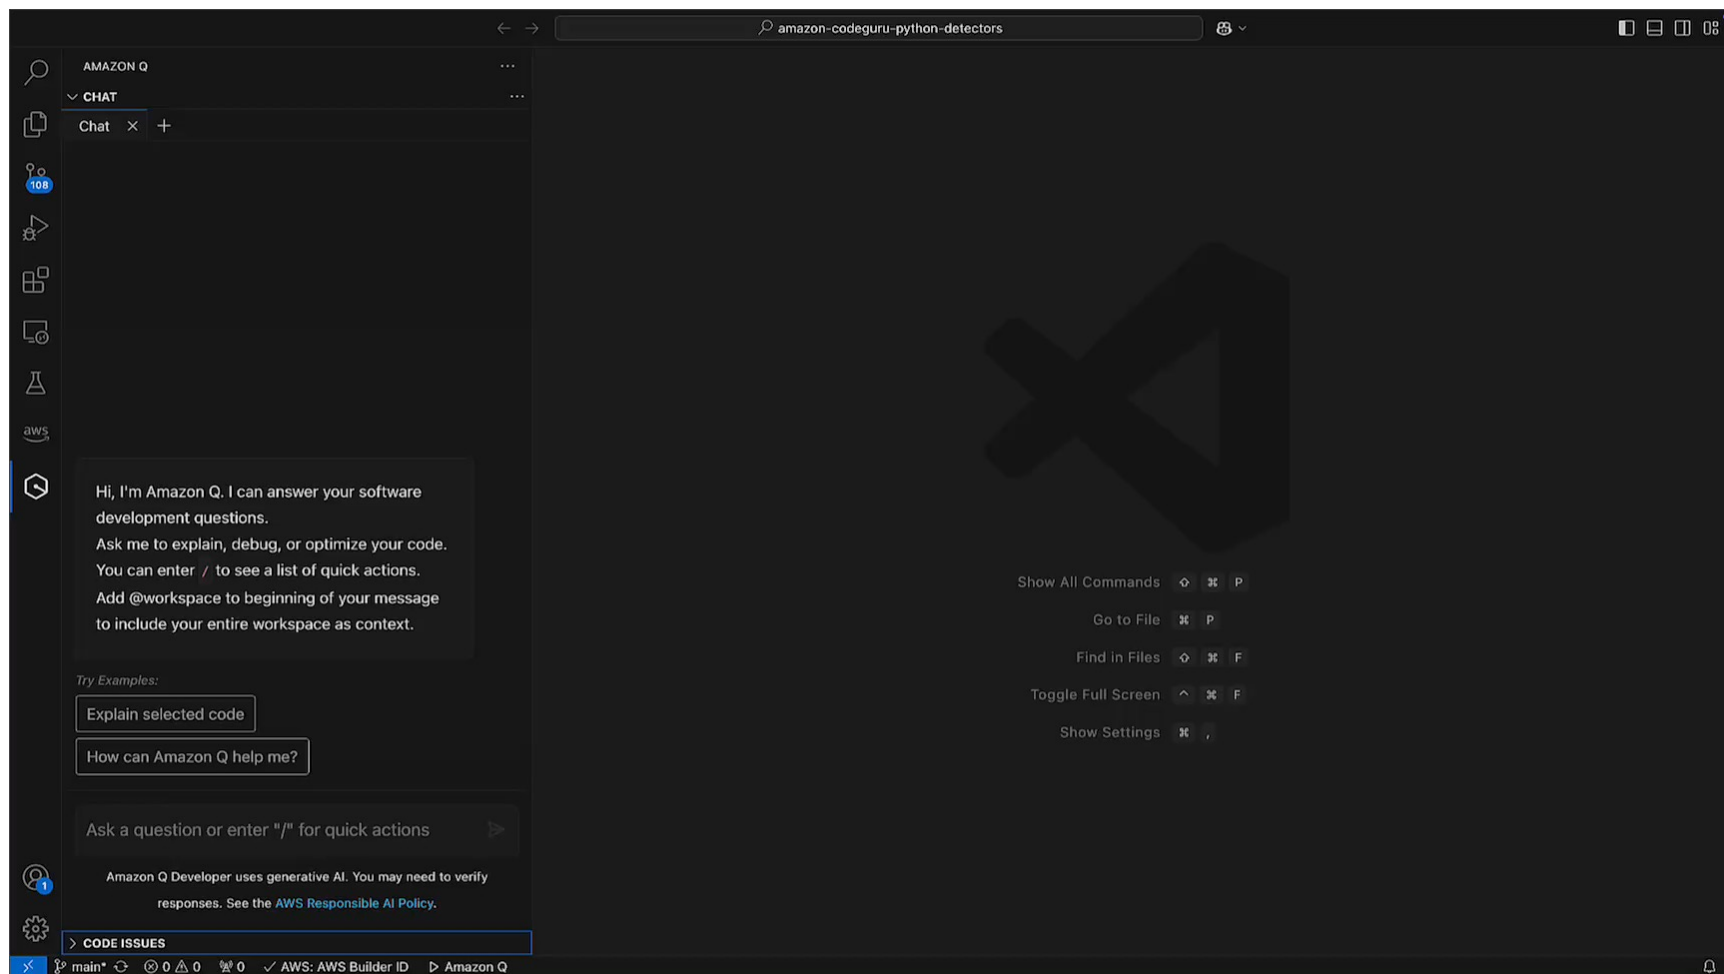 amazon-codeguru-python-detectors
AMAZON Q
CHAT
Chat
108
aws
Hi, I'm Amazon Q. I can answer your software
development questions.
Ask me to explain, debug, or optimize your code.
You can enter / to see a list of quick actions.
Add @workspace to beginning of your message
to include your entire workspace as context.
Try Examples:
Explain selected code
How can Amazon Q help me?
Show All Commands ⇧ ⌘ P
Go to File ⌘ P
Find in Files ⇧ ⌘ F
Toggle Full Screen ^ ⌘ F
Show Settings ⌘ ,
Ask a question or enter "/" for quick actions
Amazon Q Developer uses generative AI. You may need to verify
responses. See the AWS Responsible AI Policy.
1
CODE ISSUES
main* 0 0 0 AWS: AWS Builder ID Amazon Q